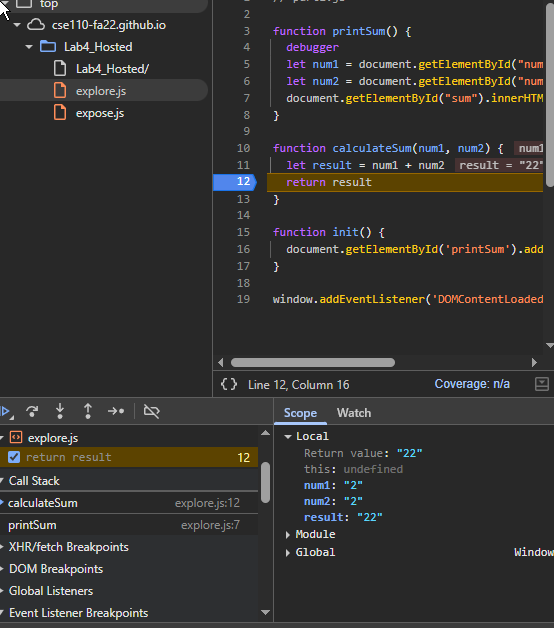 top
cse110-fa22.github.io
Lab4_Hosted
Lab4_Hosted/
explore.js
expose.js
2
3 function printSum() {
4 debugger
5 let num1 = document.getElementById("num
6 let num2 = document.getElementById("num
7 document.getElementById("sum").innerHTM
8 }
9
10 function calculateSum(num1, num2) { num1
11 let result = num1 + num2 result = "22"
12 return result
13 }
14
15 function init() {
16 document.getElementById('printSum').add
17 }
18
19 window.addEventListener('DOMContentLoaded
{} Line 12, Column 16 Coverage: n/a
explore.js
return result 12
Call Stack
calculateSum explore.js:12
printSum explore.js:7
XHR/fetch Breakpoints
DOM Breakpoints
Global Listeners
Event Listener Breakpoints
Scope Watch
Local
Return value: "22"
this: undefined
num1: "2"
num2: "2"
result: "22"
Module
Global Window